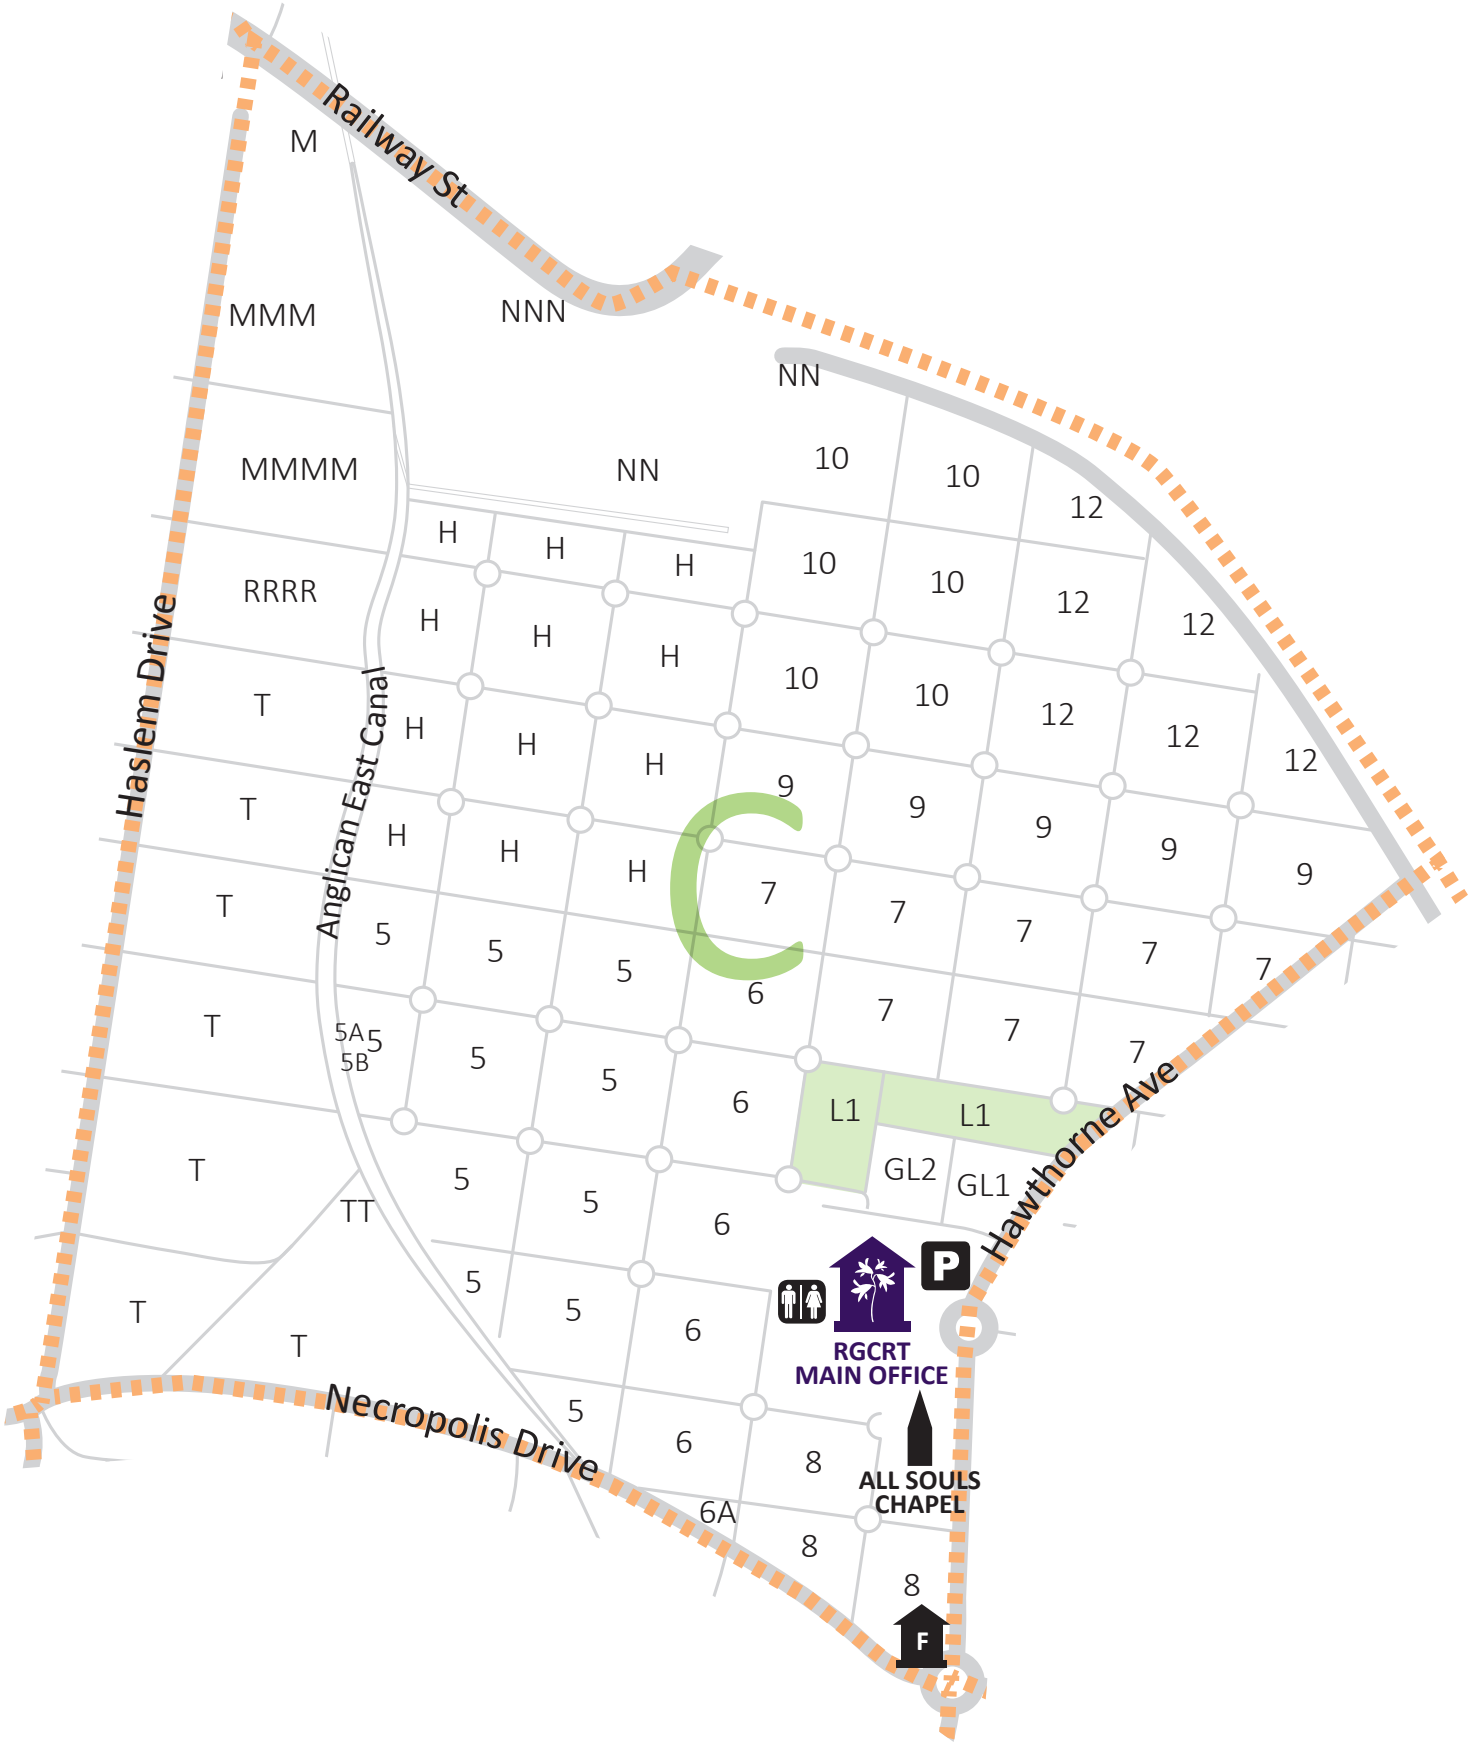 Railway St
M
MMM
NNN
NN
10
MMMM
NN
10
12
H
H
H
10
10
12
12
RRRR
H
H
H
10
10
12
12
12
Haslem Drive
T
Anglican East Canal
H
H
H
9
9
9
9
9
T
H
H
H
C
7
7
7
7
7
T
5
5
5
6
7
7
7
T
5A
5
5B
5
5
6
L1
L1
Hawthorne Ave
T
TT
5
5
6
GL2
GL1
T
T
5
5
6
P
RGCRT
MAIN OFFICE
Necropolis Drive
5
6
8
ALL SOULS
CHAPEL
6A
8
8
F